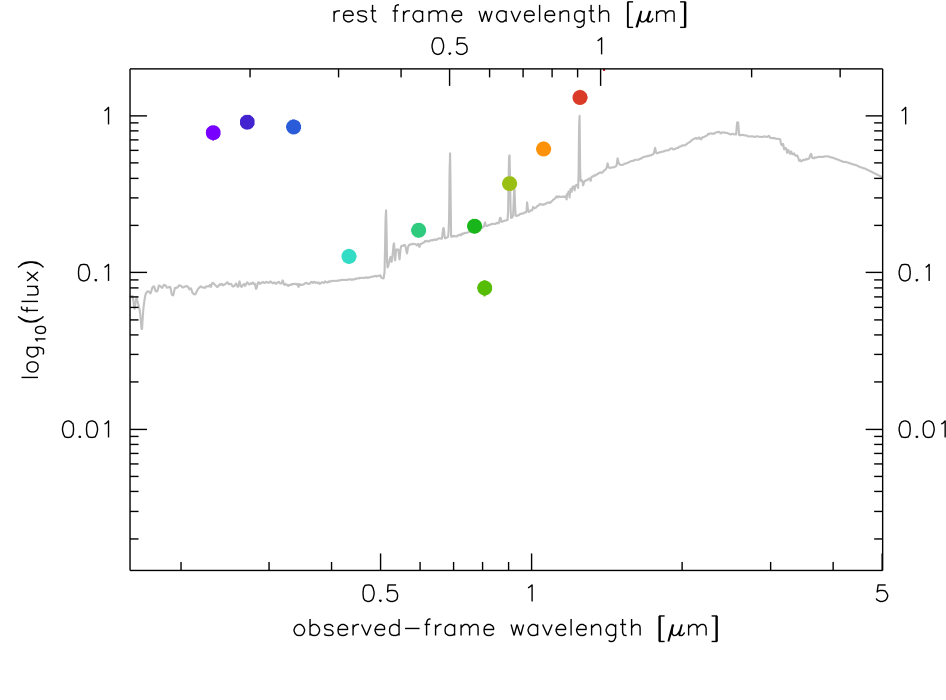 rest frame wavelength [μm]
0.5 1
1 1
0.1 0.1
0.01 0.01
log10(flux)
0.5 1 5
observed-frame wavelength [μm]